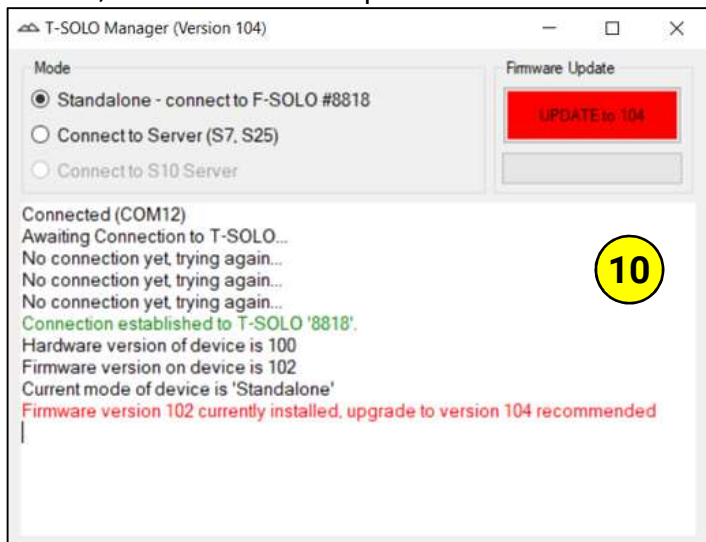 T-SOLO Manager (Version 104)
Mode
Firmware Update
Standalone - connect to F-SOLO #8818
UPDATE to 104
Connect to Server (S7, S25)
Connect to S10 Server
Connected (COM12)
Awaiting Connection to T-SOLO...
No connection yet, trying again...
No connection yet, trying again...
No connection yet, trying again...
Connection established to T-SOLO '8818'.
Hardware version of device is 100
Firmware version on device is 102
Current mode of device is 'Standalone'
Firmware version 102 currently installed, upgrade to version 104 recommended
10